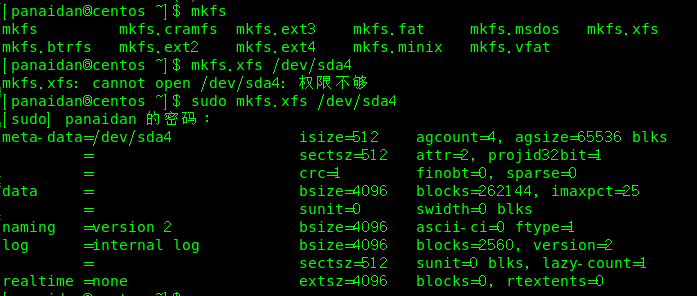 [panaidan@centos ~]$ mkfs
mkfs         mkfs.cramfs  mkfs.ext3    mkfs.fat     mkfs.msdos   mkfs.xfs
mkfs.btrfs   mkfs.ext2    mkfs.ext4    mkfs.minix   mkfs.vfat
[panaidan@centos ~]$ mkfs.xfs /dev/sda4
mkfs.xfs: cannot open /dev/sda4: 权限不够
[panaidan@centos ~]$ sudo mkfs.xfs /dev/sda4
[sudo] panaidan 的密码：
meta-data=/dev/sda4              isize=512    agcount=4, agsize=65536 blks
         =                       sectsz=512   attr=2, projid32bit=1
         =                       crc=1        finobt=0, sparse=0
data     =                       bsize=4096   blocks=262144, imaxpct=25
         =                       sunit=0      swidth=0 blks
naming   =version 2              bsize=4096   ascii-ci=0 ftype=1
log      =internal log           bsize=4096   blocks=2560, version=2
         =                       sectsz=512   sunit=0 blks, lazy-count=1
realtime =none                   extsz=4096   blocks=0, rtextents=0